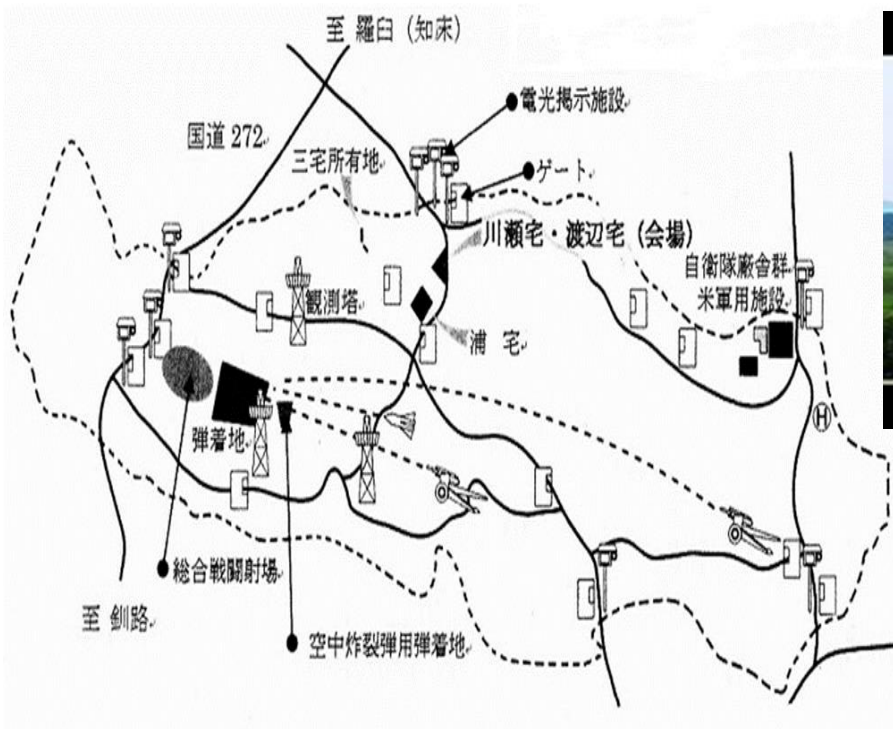 至 羅臼（知床）
電光掲示施設
国道 272
三宅所有地
ゲート
川瀬宅・渡辺宅（会場）
自衛隊廠舎群
米軍用施設
観測塔
浦 宅
弾着地
H
総合戦闘射場
至 釧路
空中炸裂弾用弾着地